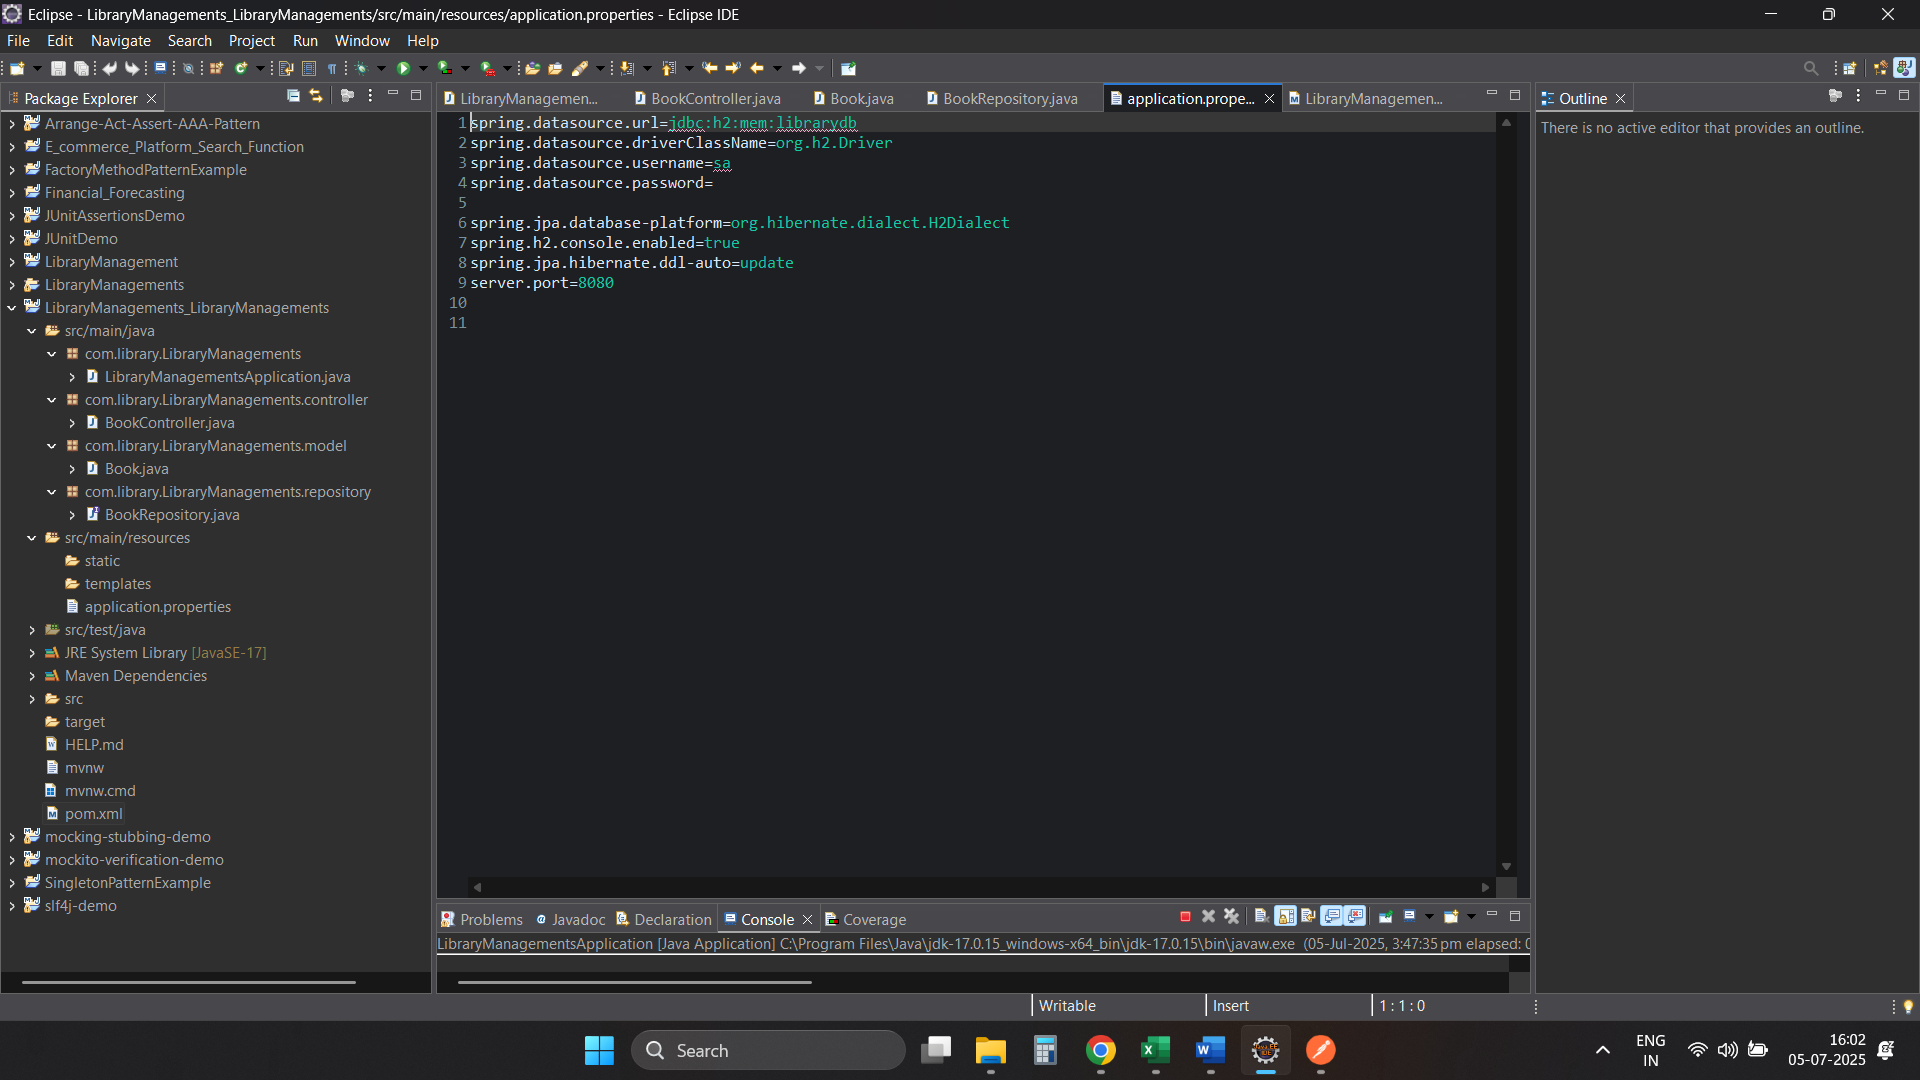 Eclipse - LibraryManagements_LibraryManagements/src/main/resources/application.properties - Eclipse IDE
File Edit Navigate Search Project Run Window Help
Package Explorer
Arrange-Act-Assert-AAA-Pattern
E_commerce_Platform_Search_Function
FactoryMethodPatternExample
Financial_Forecasting
JUnitAssertionsDemo
JUnitDemo
LibraryManagement
LibraryManagements
LibraryManagements_LibraryManagements
src/main/java
com.library.LibraryManagements
LibraryManagementsApplication.java
com.library.LibraryManagements.controller
BookController.java
com.library.LibraryManagements.model
Book.java
com.library.LibraryManagements.repository
BookRepository.java
src/main/resources
static
templates
application.properties
src/test/java
JRE System Library [JavaSE-17]
Maven Dependencies
src
target
HELP.md
mvnw
mvnw.cmd
pom.xml
mocking-stubbing-demo
mockito-verification-demo
SingletonPatternExample
slf4j-demo
LibraryManagemen... BookController.java Book.java BookRepository.java application.prope... LibraryManagemen...
1 spring.datasource.url=jdbc:h2:mem:librarydb
2 spring.datasource.driverClassName=org.h2.Driver
3 spring.datasource.username=sa
4 spring.datasource.password=
5
6 spring.jpa.database-platform=org.hibernate.dialect.H2Dialect
7 spring.h2.console.enabled=true
8 spring.jpa.hibernate.ddl-auto=update
9 server.port=8080
10
11
Outline
There is no active editor that provides an outline.
Problems Javadoc Declaration Console Coverage
LibraryManagementsApplication [Java Application] C:\Program Files\Java\jdk-17.0.15_windows-x64_bin\jdk-17.0.15\bin\javaw.exe (05-Jul-2025, 3:47:35 pm elapsed: 0
Writable Insert 1 : 1 : 0
Search
ENG
IN
16:02
05-07-2025